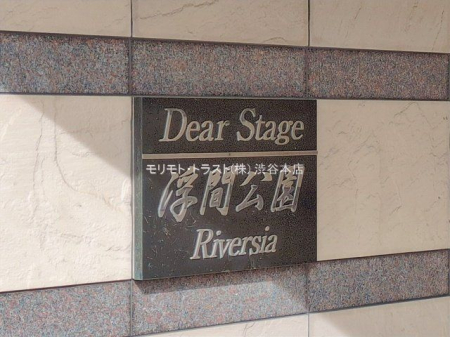 Dear Stage
モリモト・トラスト(株) 渋谷本店
浮間公園
Riversia